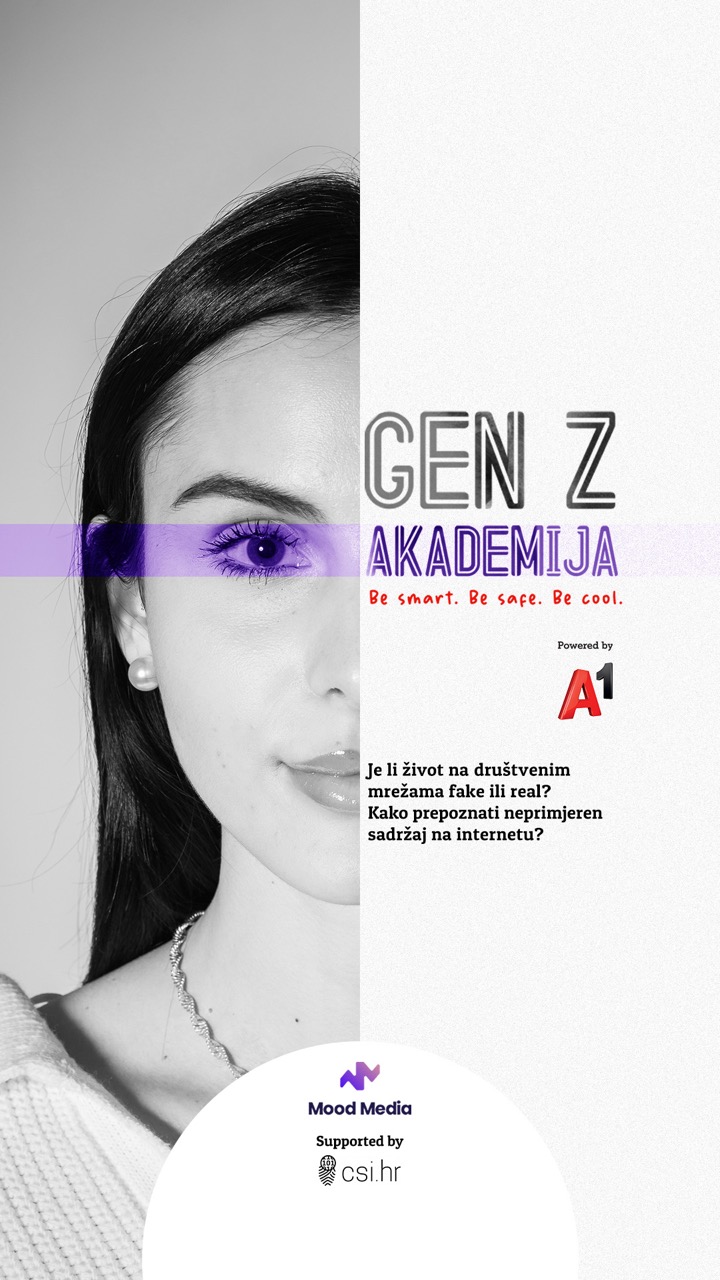 GEN Z
AKADEMIJA
Be smart. Be safe. Be cool.
Powered by
A1
Je li život na društvenim
mrežama fake ili real?
Kako prepoznati neprimjeren
sadržaj na internetu?
Mood Media
Supported by
101
csi.hr